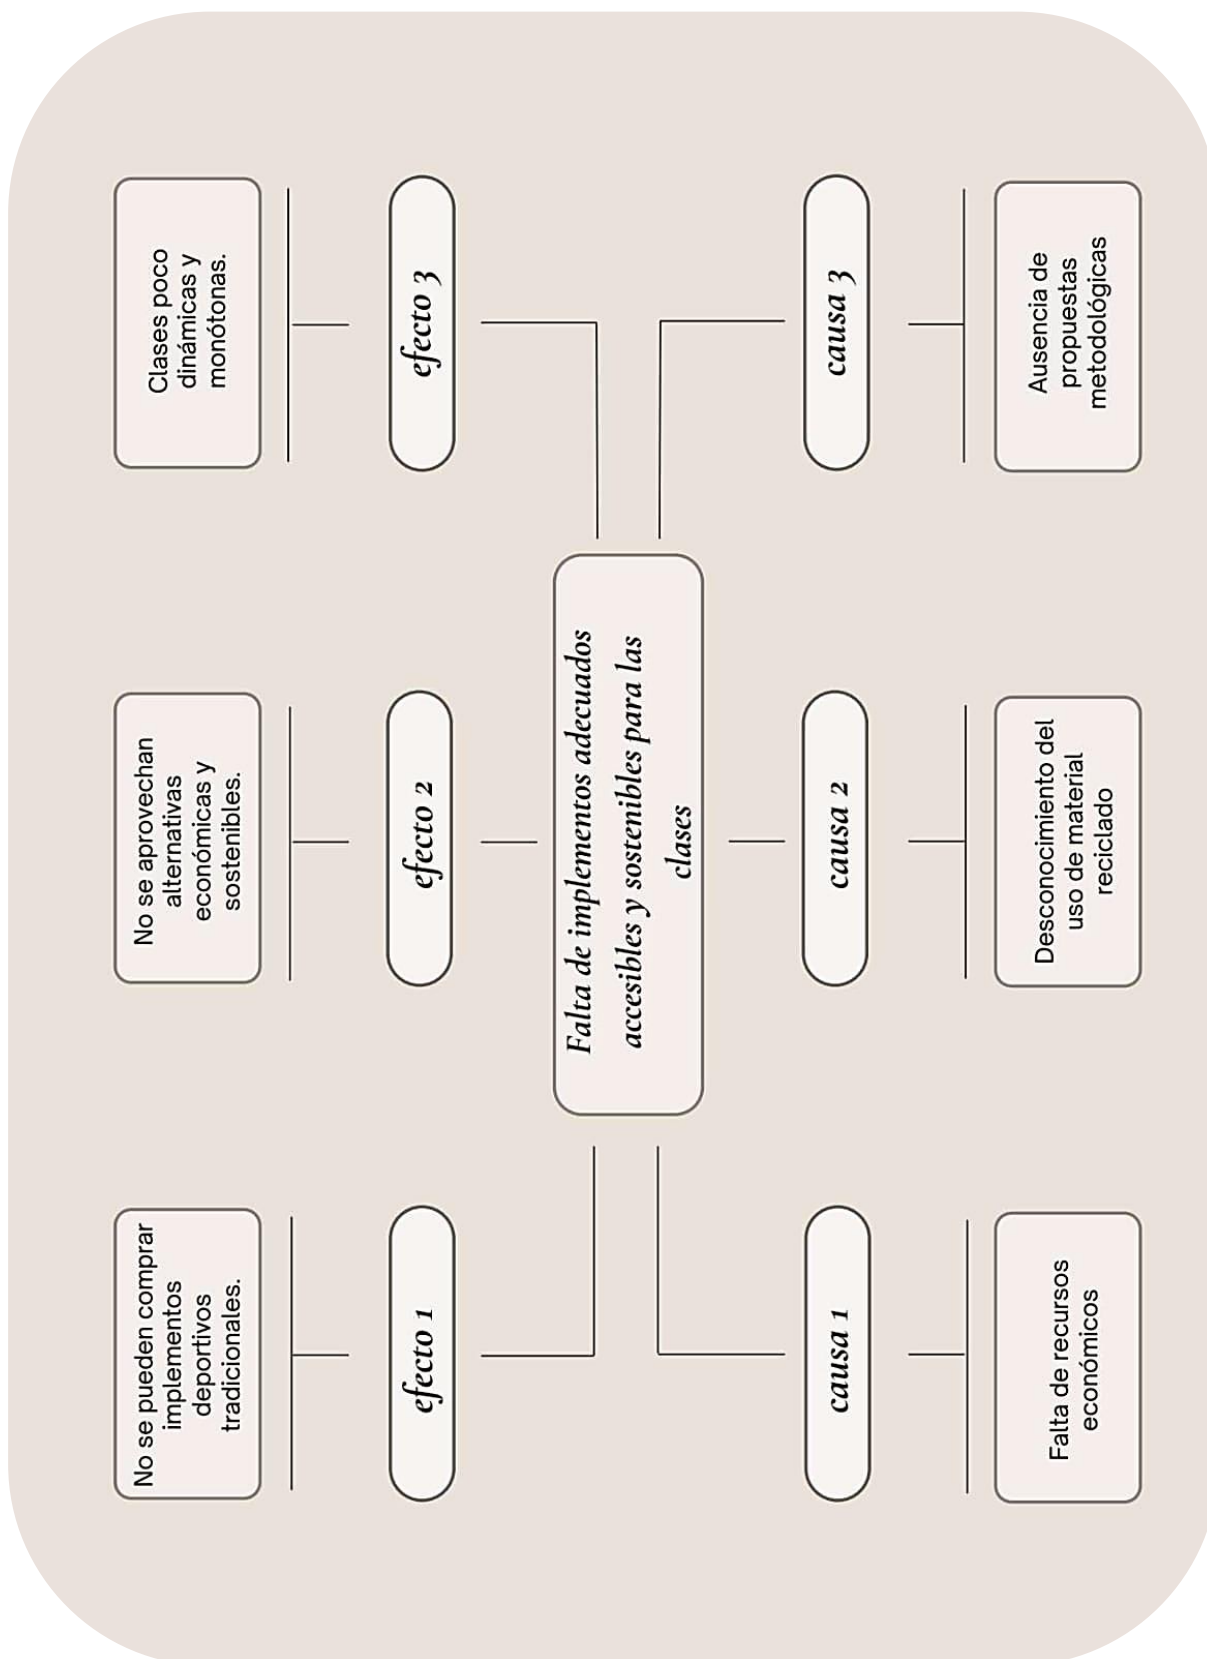 No se pueden comprar
implementos
deportivos
tradicionales.
No se aprovechan
alternativas
económicas y
sostenibles.
Clases poco
dinámicas y
monótonas.
efecto 1
efecto 2
efecto 3
Falta de implementos adecuados
accesibles y sostenibles para las
clases
causa 1
causa 2
causa 3
Falta de recursos
económicos
Desconocimiento del
uso de material
reciclado
Ausencia de
propuestas
metodológicas